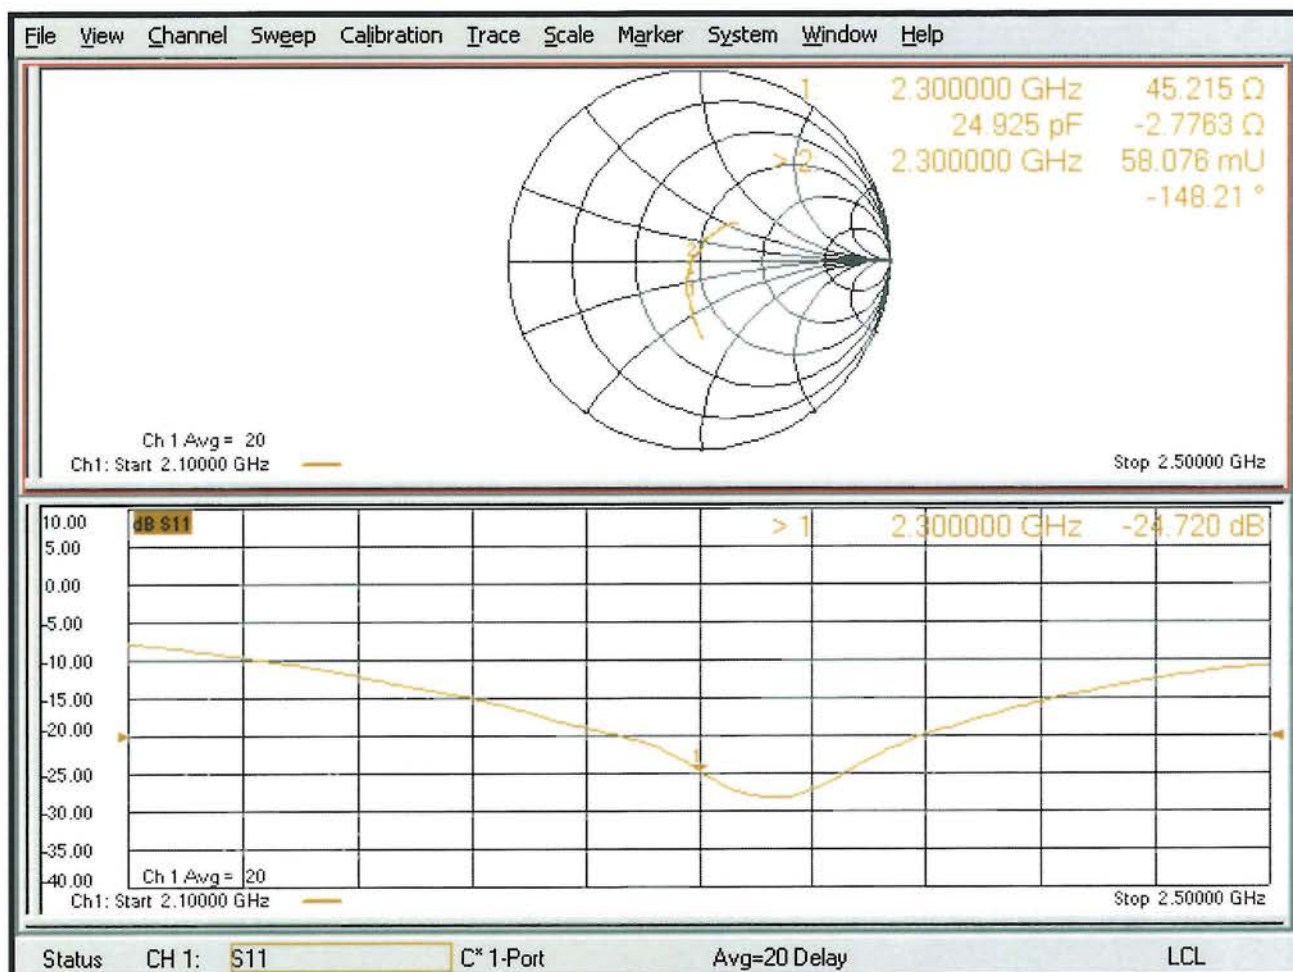 File View Channel Sweep Calibration Trace Scale Marker System Window Help
1: 2.300000 GHz 45.215 Ω
24.925 pF -2.7763 Ω
> 2: 2.300000 GHz 58.076 mU
-148.21 °
2
1
Ch 1 Avg = 20
Ch1: Start 2.10000 GHz
Stop 2.50000 GHz
10.00
dB S11
> 1: 2.300000 GHz -24.720 dB
5.00
0.00
-5.00
-10.00
-15.00
-20.00
1
-25.00
-30.00
-35.00
-40.00
Ch 1 Avg = 20
Ch1: Start 2.10000 GHz
Stop 2.50000 GHz
Status CH 1: S11 C* 1-Port Avg=20 Delay LCL